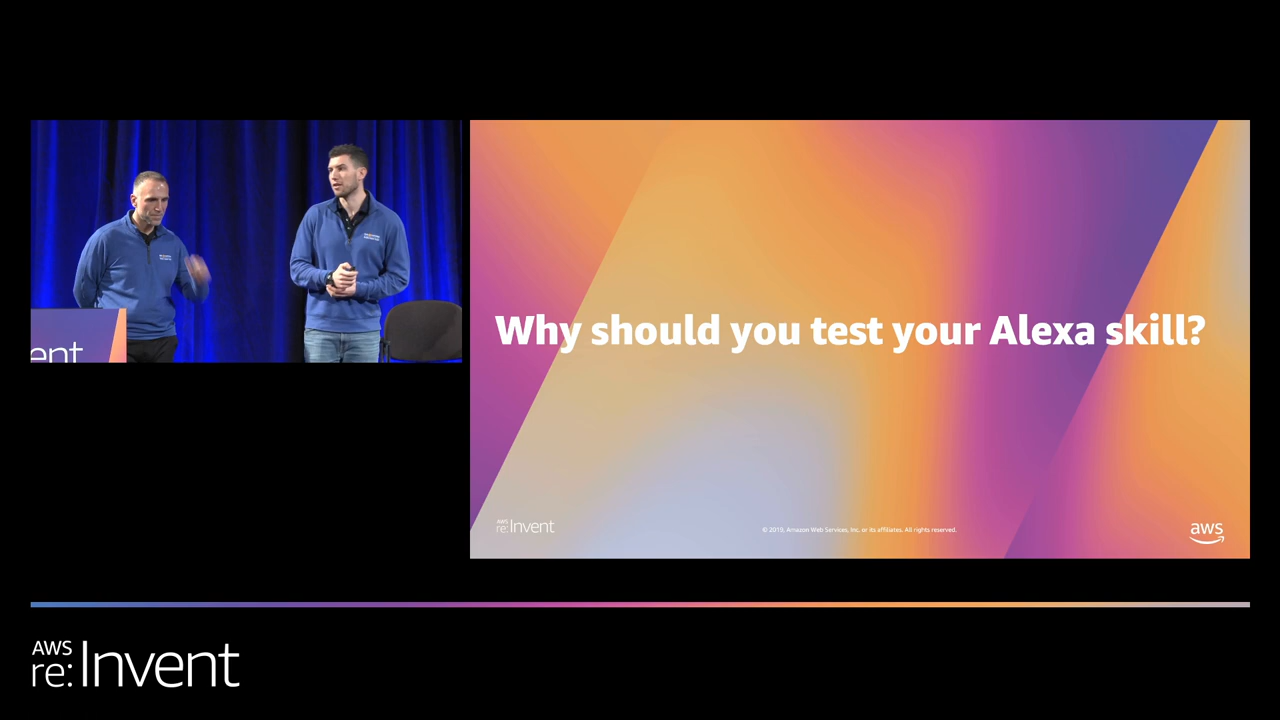 ent
Why should you test your Alexa skill?
AWS
re:Invent
© 2019, Amazon Web Services, Inc. or its affiliates. All rights reserved.
aws
AWS
re:Invent